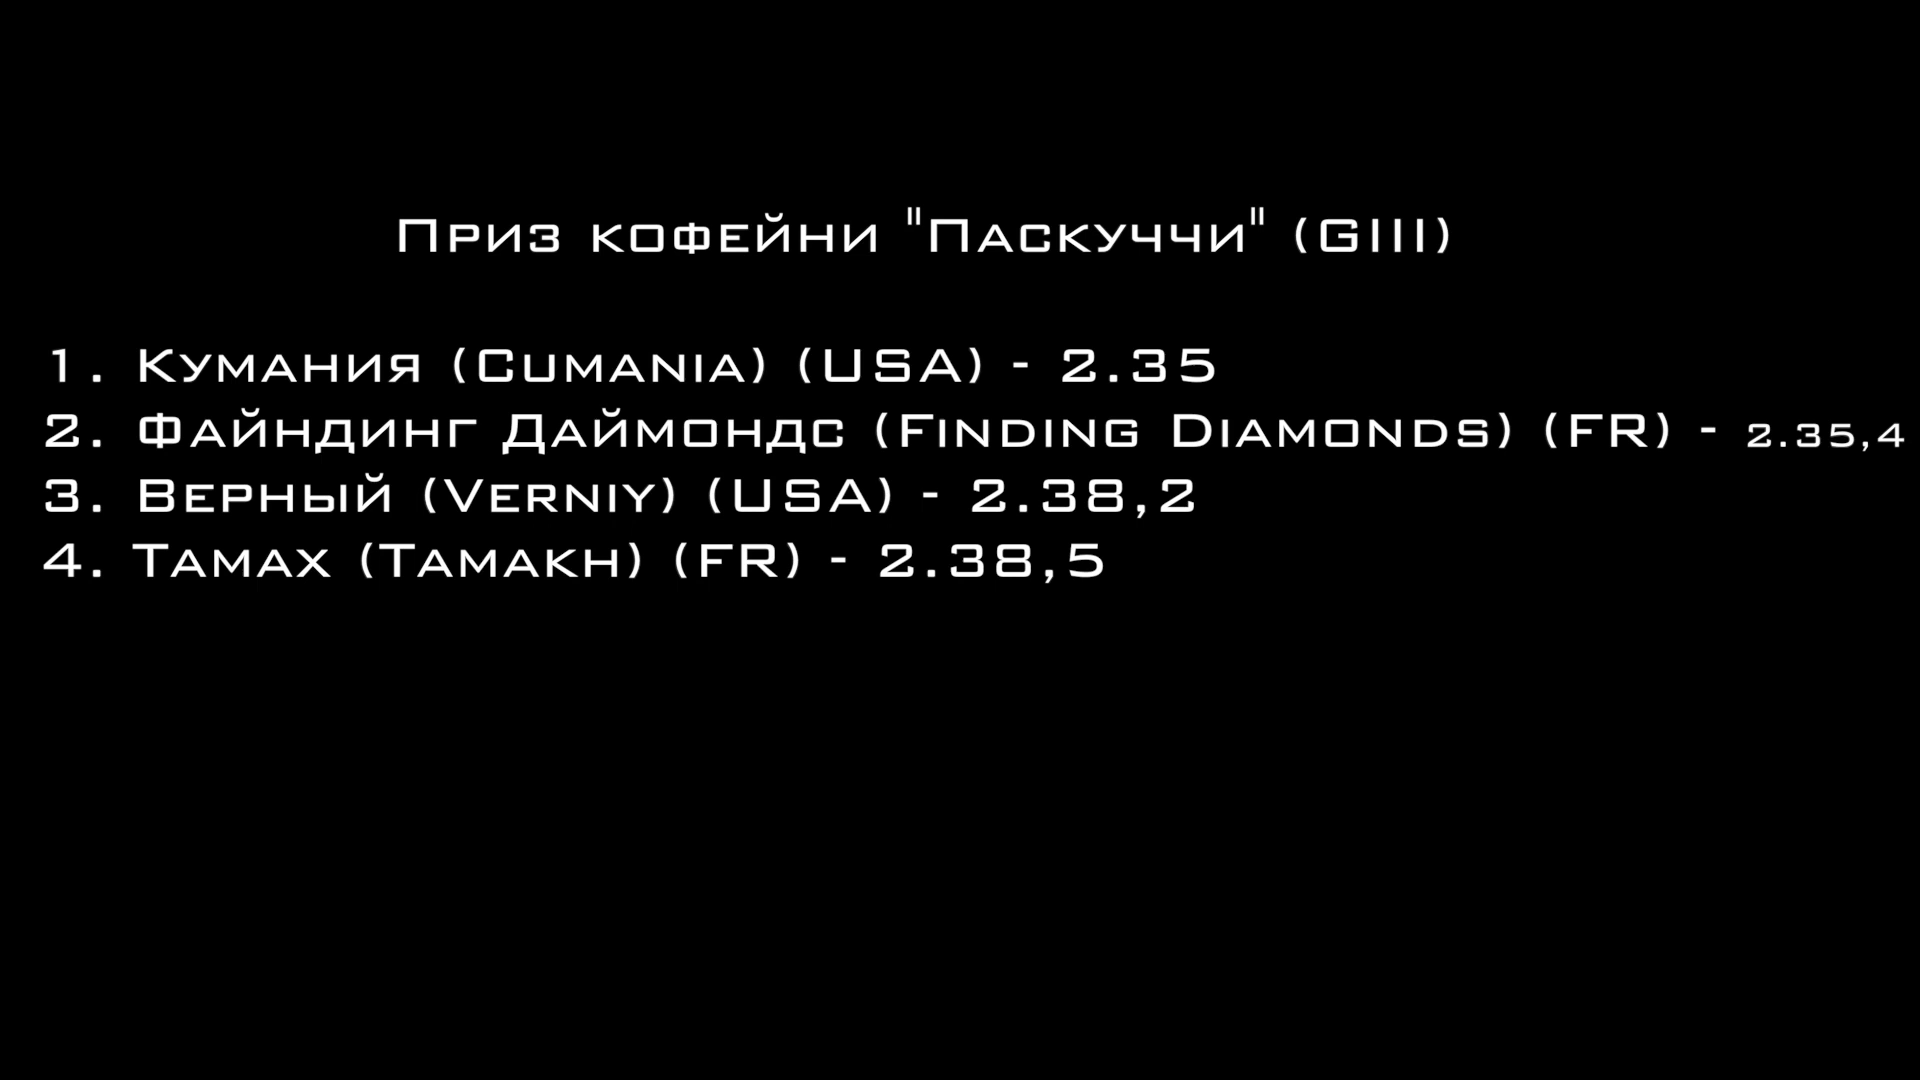 Приз кофейни "Паскуччи" (GIII)
1. Кумания (Cumania) (USA) - 2.35
2. Файндинг Даймондс (Finding Diamonds) (FR) - 2.35,4
3. Верный (Verniy) (USA) - 2.38,2
4. Тамах (Tamakh) (FR) - 2.38,5